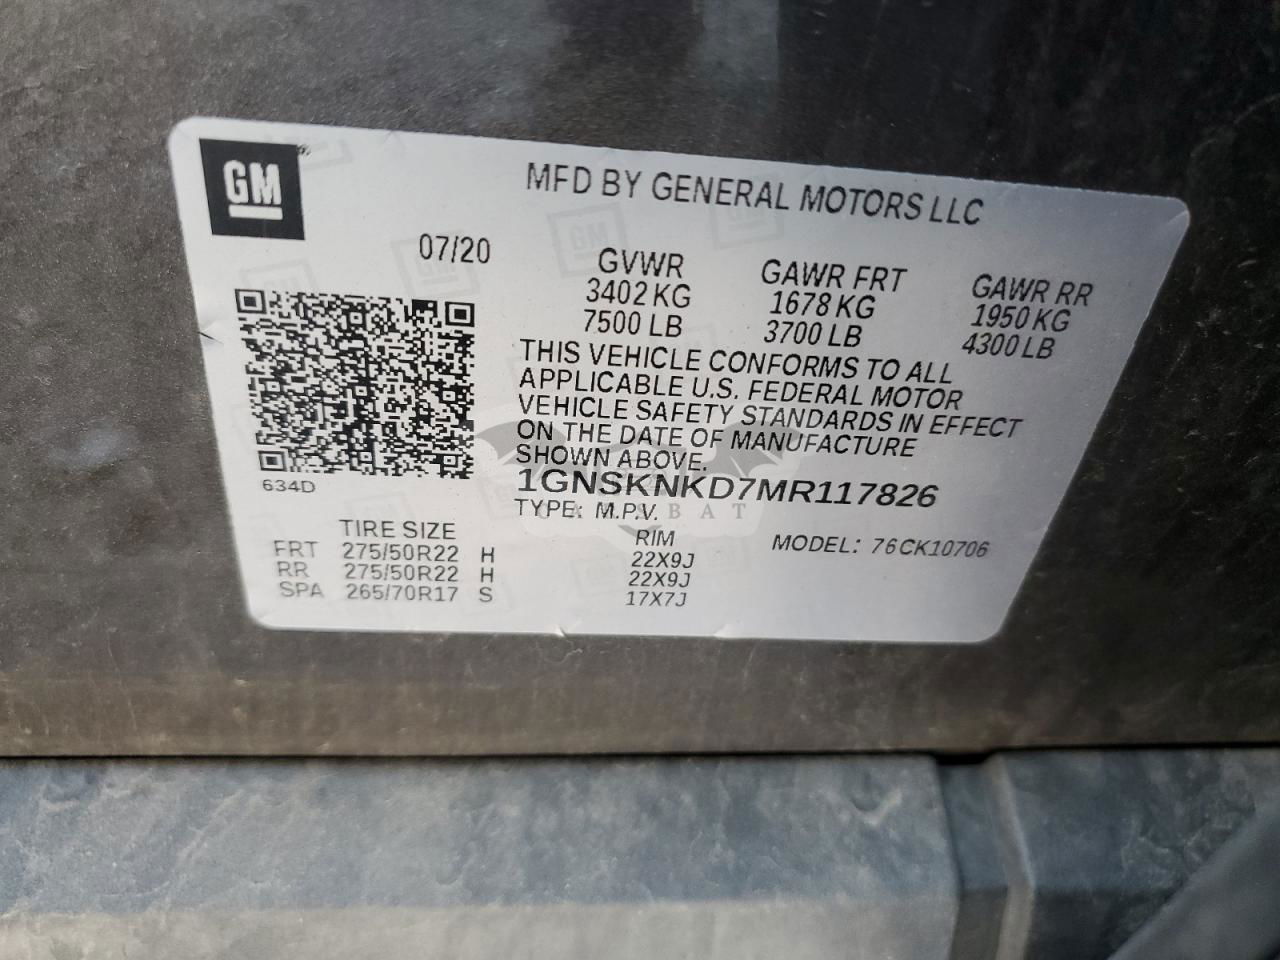 GM
MFD BY GENERAL MOTORS LLC
07/20
GVWR GAWR FRT GAWR RR
3402 KG 1678 KG 1950 KG
7500 LB 3700 LB 4300 LB
THIS VEHICLE CONFORMS TO ALL
APPLICABLE U.S. FEDERAL MOTOR
VEHICLE SAFETY STANDARDS IN EFFECT
ON THE DATE OF MANUFACTURE
SHOWN ABOVE.
634D
1GNSKNKD7MR117826
TYPE: M.P.V.
TIRE SIZE RIM MODEL: 76CK10706
FRT 275/50R22 H 22X9J
RR 275/50R22 H 22X9J
SPA 265/70R17 S 17X7J